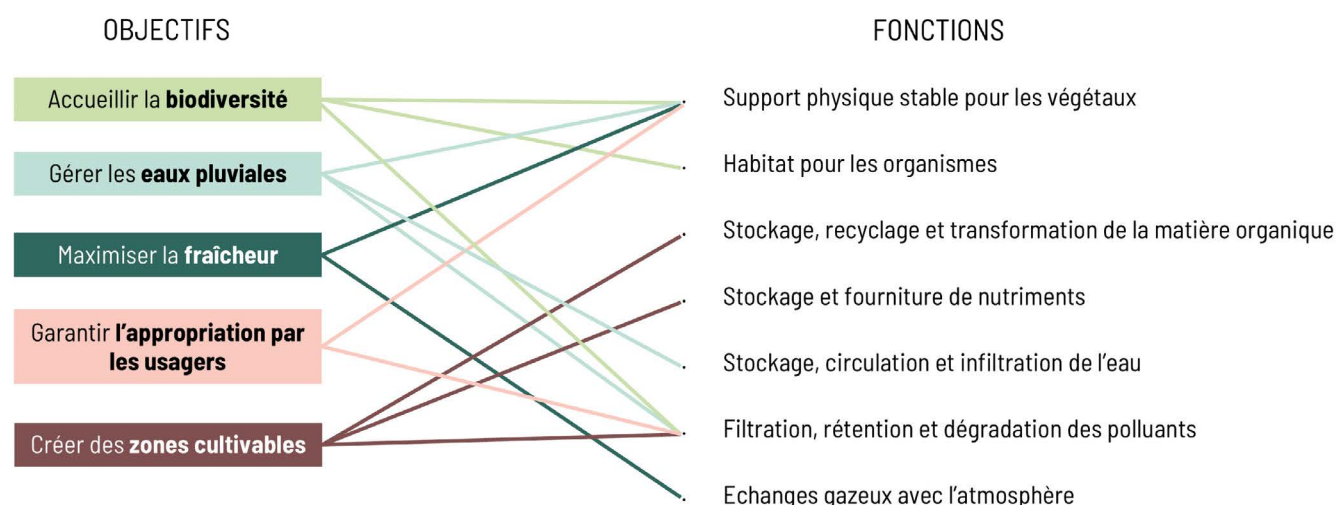 OBJECTIFS
Accueillir la biodiversité
Gérer les eaux pluviales
Maximiser la fraîcheur
Garantir l'appropriation par
les usagers
Créer des zones cultivables
FONCTIONS
Support physique stable pour les végétaux
Habitat pour les organismes
Stockage, recyclage et transformation de la matière organique
Stockage et fourniture de nutriments
Stockage, circulation et infiltration de l'eau
Filtration, rétention et dégradation des polluants
Echanges gazeux avec l'atmosphère